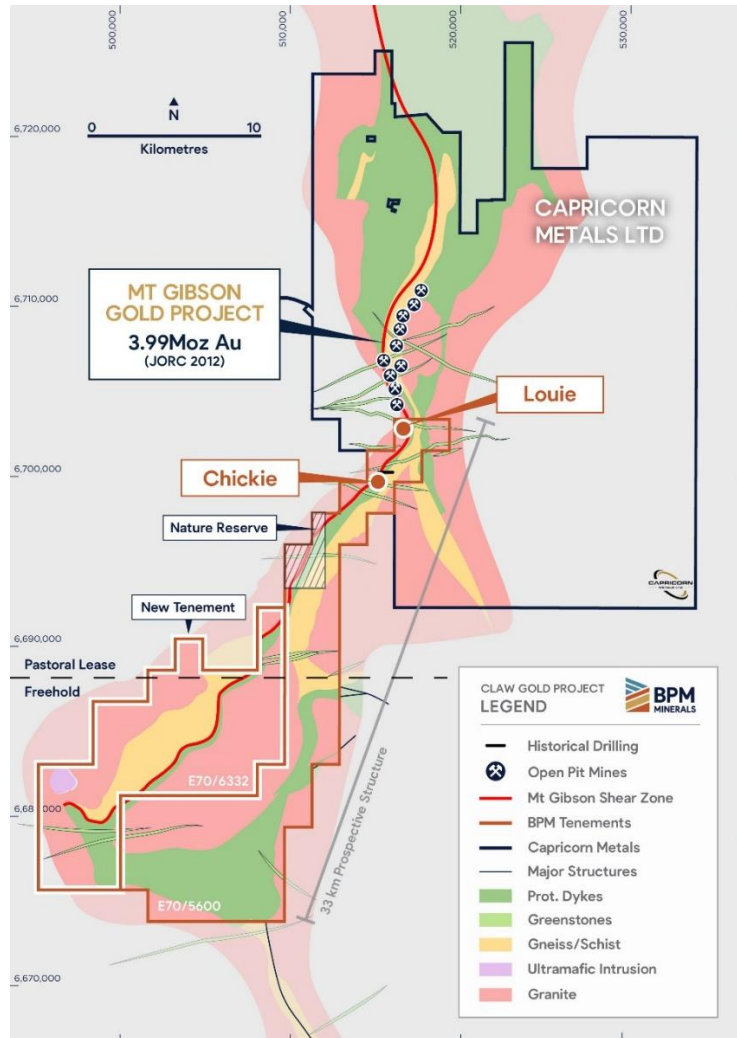 500,000
510,000
520,000
530,000
6,720,000
N
0 10
Kilometres
CAPRICORN
METALS LTD
6,710,000
MT GIBSON
GOLD PROJECT
3.99Moz Au
(JORC 2012)
Louie
6,700,000
Chickie
Nature Reserve
CAPRICORN
METALS LTD
New Tenement
6,690,000
Pastoral Lease
Freehold
33 km Prospective Structure
E70/6332
E70/5600
6,670,000
CLAW GOLD PROJECT
LEGEND
BPM
MINERALS
Historical Drilling
Open Pit Mines
Mt Gibson Shear Zone
BPM Tenements
Capricorn Metals
Major Structures
Prot. Dykes
Greenstones
Gneiss/Schist
Ultramafic Intrusion
Granite